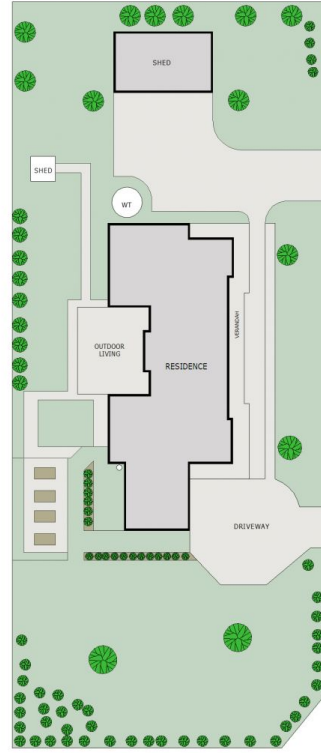 SHED
SHED
WT
VERANDAH
OUTDOOR
LIVING
RESIDENCE
DRIVEWAY